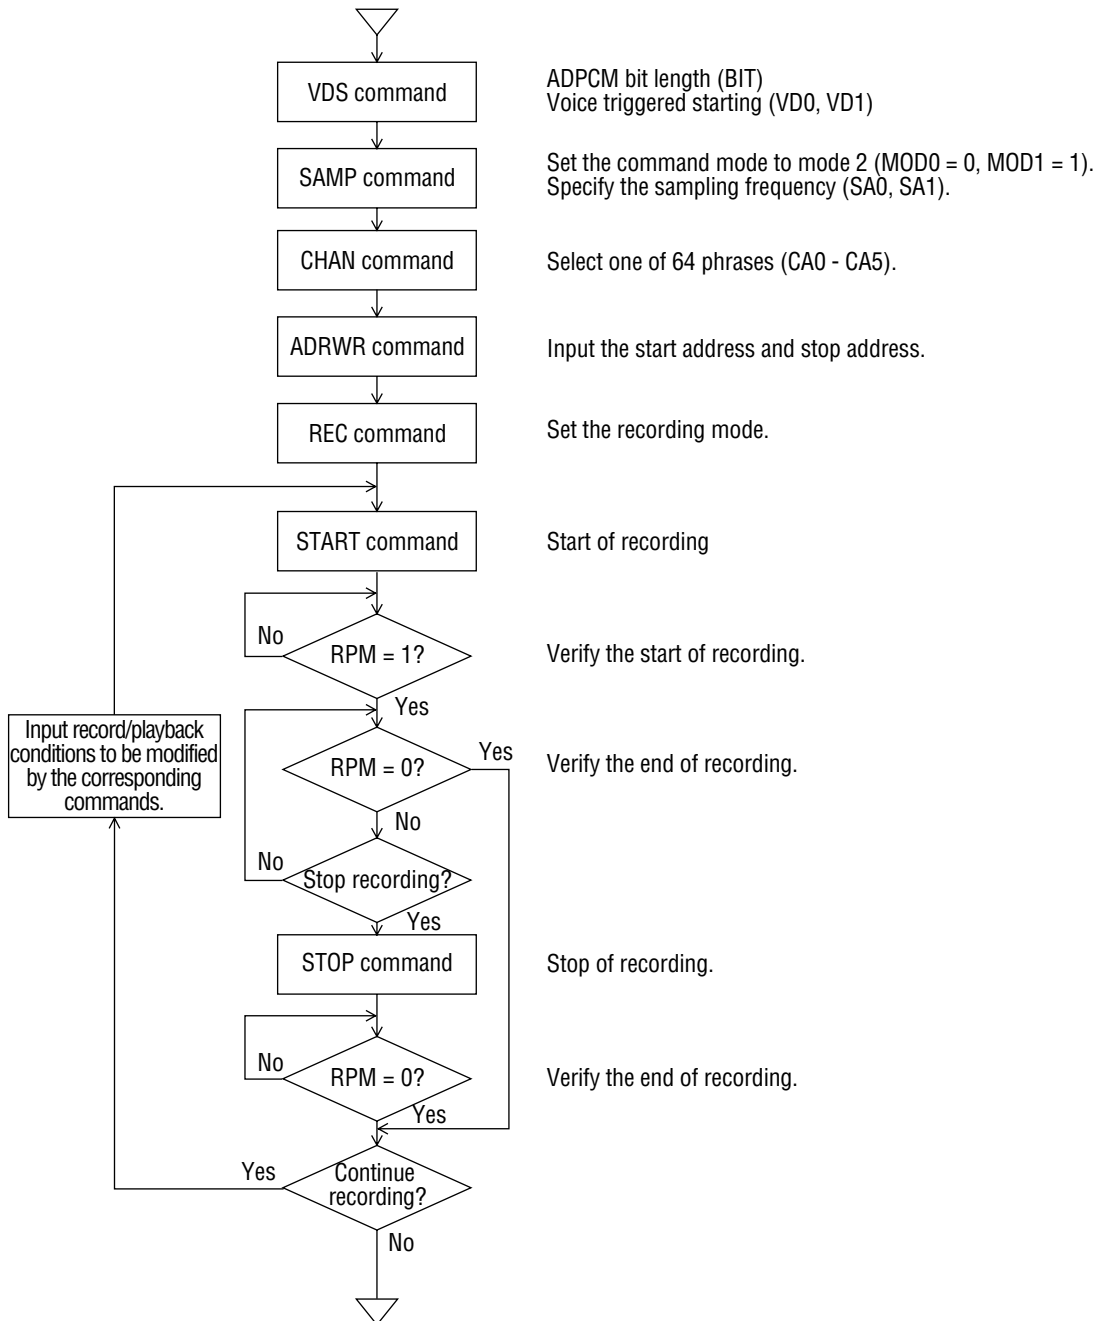 VDS command
ADPCM bit length (BIT)
Voice triggered starting (VD0, VD1)
SAMP command
Set the command mode to mode 2 (MOD0 = 0, MOD1 = 1).
Specify the sampling frequency (SA0, SA1).
CHAN command
Select one of 64 phrases (CA0 - CA5).
ADRWR command
Input the start address and stop address.
REC command
Set the recording mode.
START command
Start of recording
No
RPM = 1?
Verify the start of recording.
Yes
Input record/playback
conditions to be modified
by the corresponding
commands.
RPM = 0?
Yes
Verify the end of recording.
No
No
Stop recording?
Yes
STOP command
Stop of recording.
No
RPM = 0?
Verify the end of recording.
Yes
Yes
Continue
recording?
No